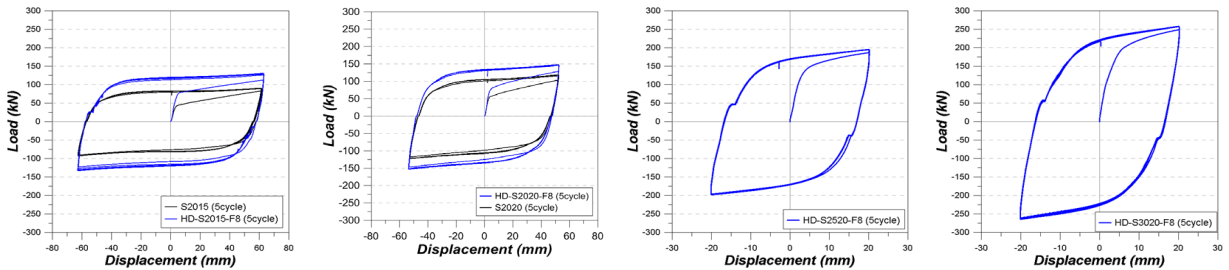 300
250
200
150
100
50
0
-50
-100
-150
-200
-250
-300
Load (kN)
-80 -60 -40 -20 0 20 40 60 80
Displacement (mm)
S2015 (5cycle)
HD-S2015-F8 (5cycle)
300
250
200
150
100
50
0
-50
-100
-150
-200
-250
-300
Load (kN)
-80 -60 -40 -20 0 20 40 60 80
Displacement (mm)
HD-S2020-F8 (5cycle)
S2020 (5cycle)
300
250
200
150
100
50
0
-50
-100
-150
-200
-250
-300
Load (kN)
-30 -20 -10 0 10 20 30
Displacement (mm)
HD-S2520-F8 (5cycle)
300
250
200
150
100
50
0
-50
-100
-150
-200
-250
-300
Load (kN)
-30 -20 -10 0 10 20 30
Displacement (mm)
HD-S3020-F8 (5cycle)